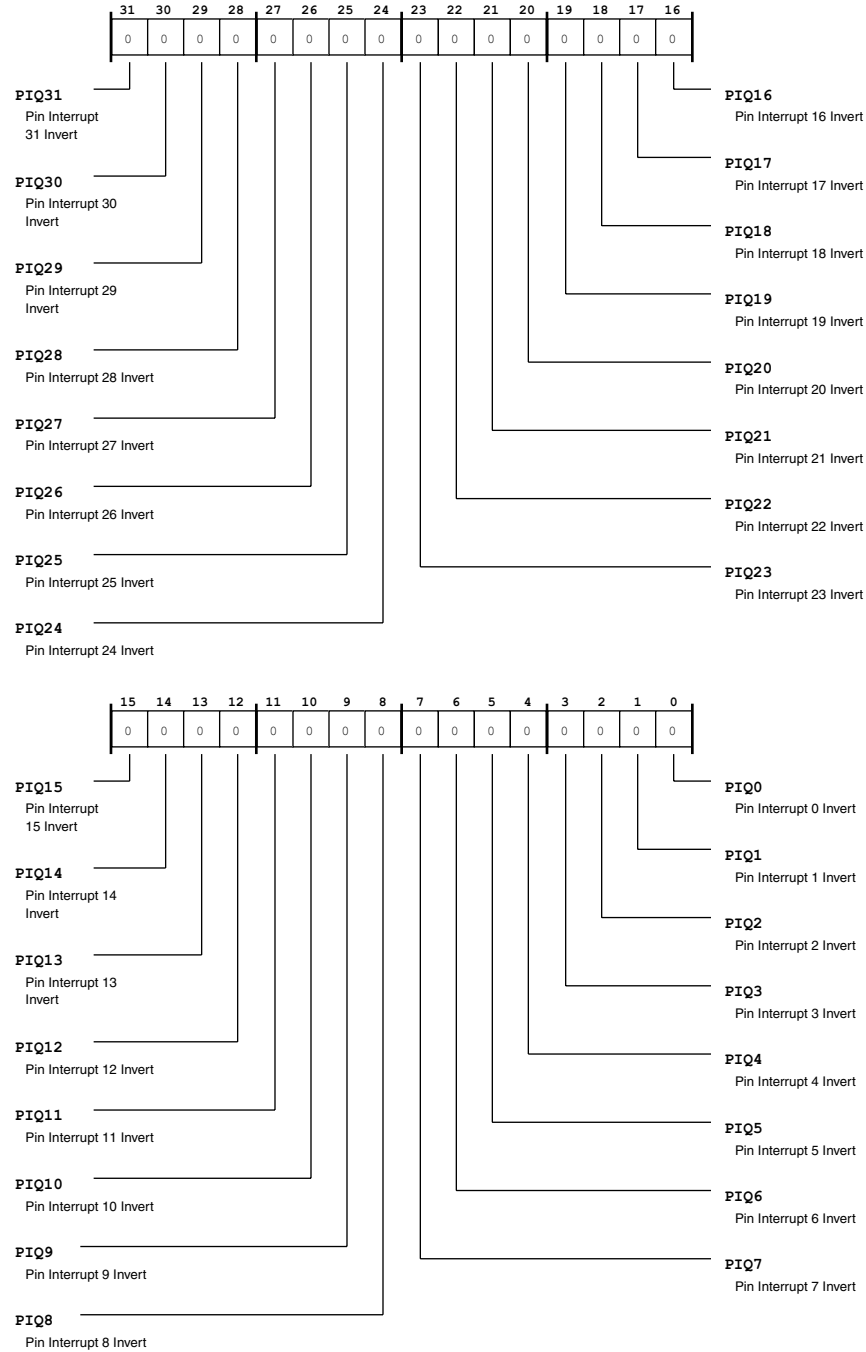 31 30 29 28 27 26 25 24 23 22 21 20 19 18 17 16
0 0 0 0 0 0 0 0 0 0 0 0 0 0 0 0
PIQ31
Pin Interrupt
31 Invert
PIQ30
Pin Interrupt 30
Invert
PIQ29
Pin Interrupt 29
Invert
PIQ28
Pin Interrupt 28 Invert
PIQ27
Pin Interrupt 27 Invert
PIQ26
Pin Interrupt 26 Invert
PIQ25
Pin Interrupt 25 Invert
PIQ24
Pin Interrupt 24 Invert
PIQ16
Pin Interrupt 16 Invert
PIQ17
Pin Interrupt 17 Invert
PIQ18
Pin Interrupt 18 Invert
PIQ19
Pin Interrupt 19 Invert
PIQ20
Pin Interrupt 20 Invert
PIQ21
Pin Interrupt 21 Invert
PIQ22
Pin Interrupt 22 Invert
PIQ23
Pin Interrupt 23 Invert
15 14 13 12 11 10 9 8 7 6 5 4 3 2 1 0
0 0 0 0 0 0 0 0 0 0 0 0 0 0 0 0
PIQ15
Pin Interrupt
15 Invert
PIQ14
Pin Interrupt 14
Invert
PIQ13
Pin Interrupt 13
Invert
PIQ12
Pin Interrupt 12 Invert
PIQ11
Pin Interrupt 11 Invert
PIQ10
Pin Interrupt 10 Invert
PIQ9
Pin Interrupt 9 Invert
PIQ8
Pin Interrupt 8 Invert
PIQ0
Pin Interrupt 0 Invert
PIQ1
Pin Interrupt 1 Invert
PIQ2
Pin Interrupt 2 Invert
PIQ3
Pin Interrupt 3 Invert
PIQ4
Pin Interrupt 4 Invert
PIQ5
Pin Interrupt 5 Invert
PIQ6
Pin Interrupt 6 Invert
PIQ7
Pin Interrupt 7 Invert